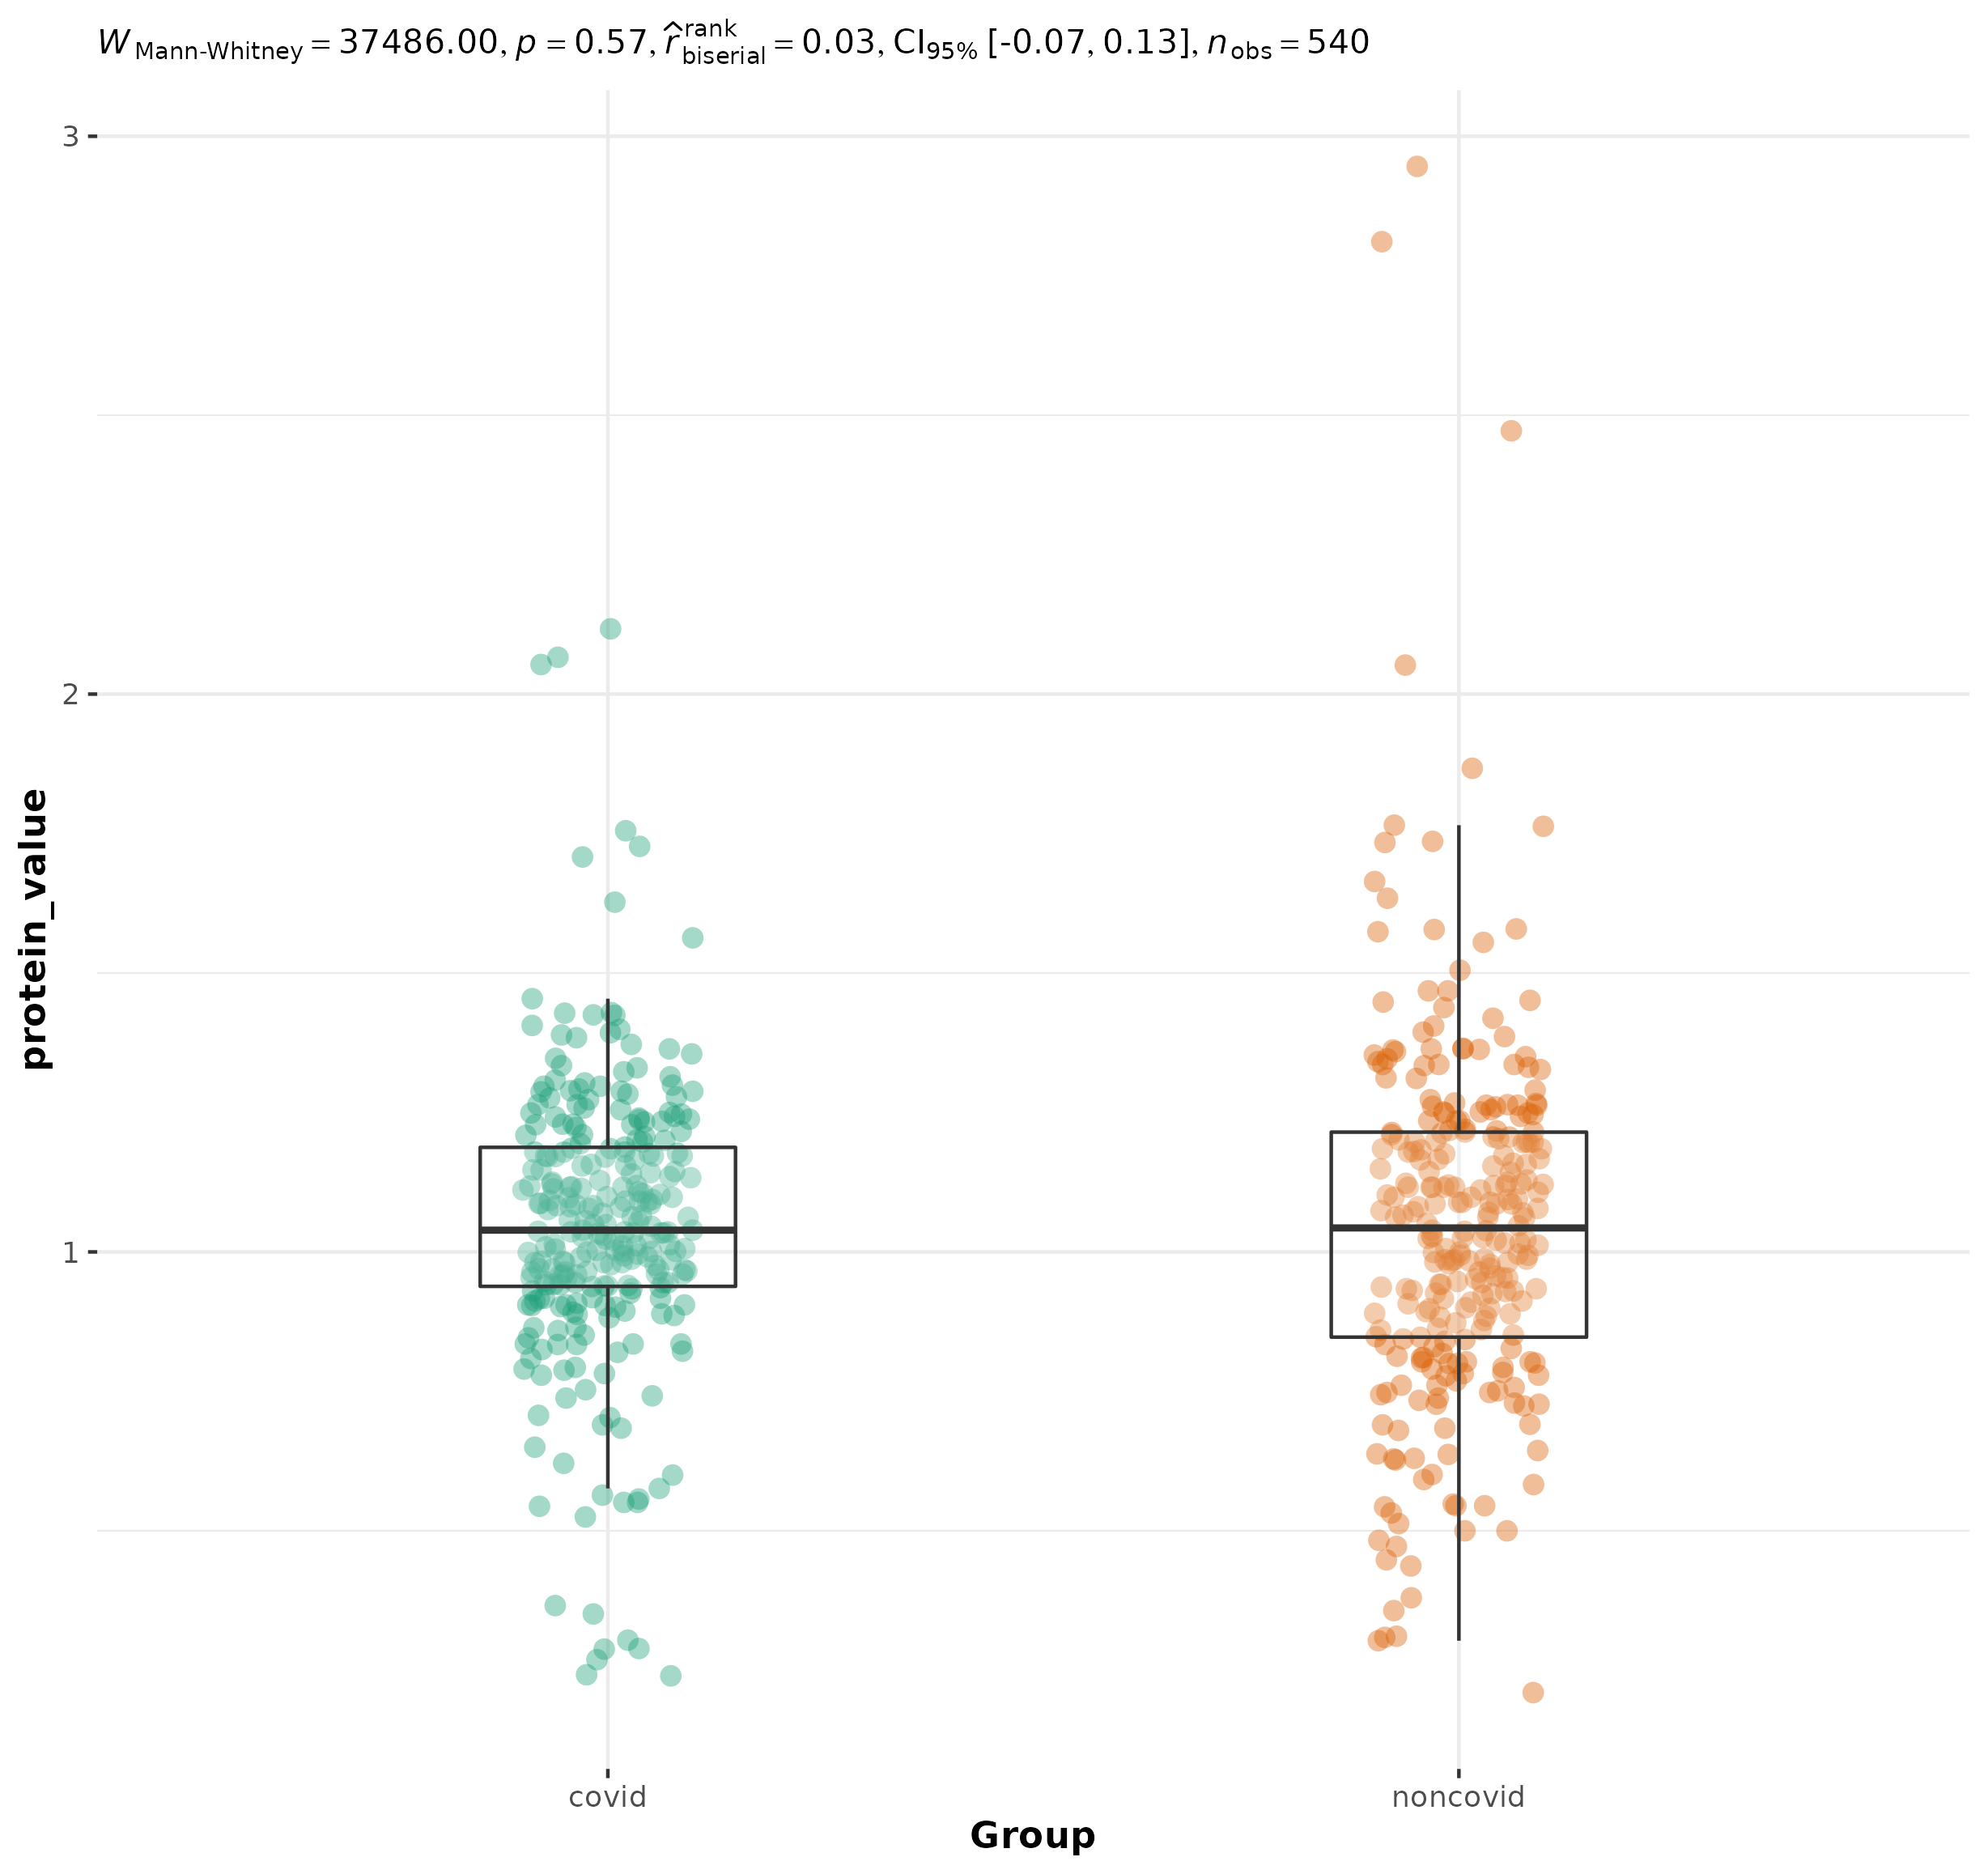 W Mann-Whitney = 37486.00, p = 0.57, r̂ rank biserial = 0.03, CI95% [-0.07, 0.13], n obs = 540
3
2
1
protein_value
covid noncovid
Group